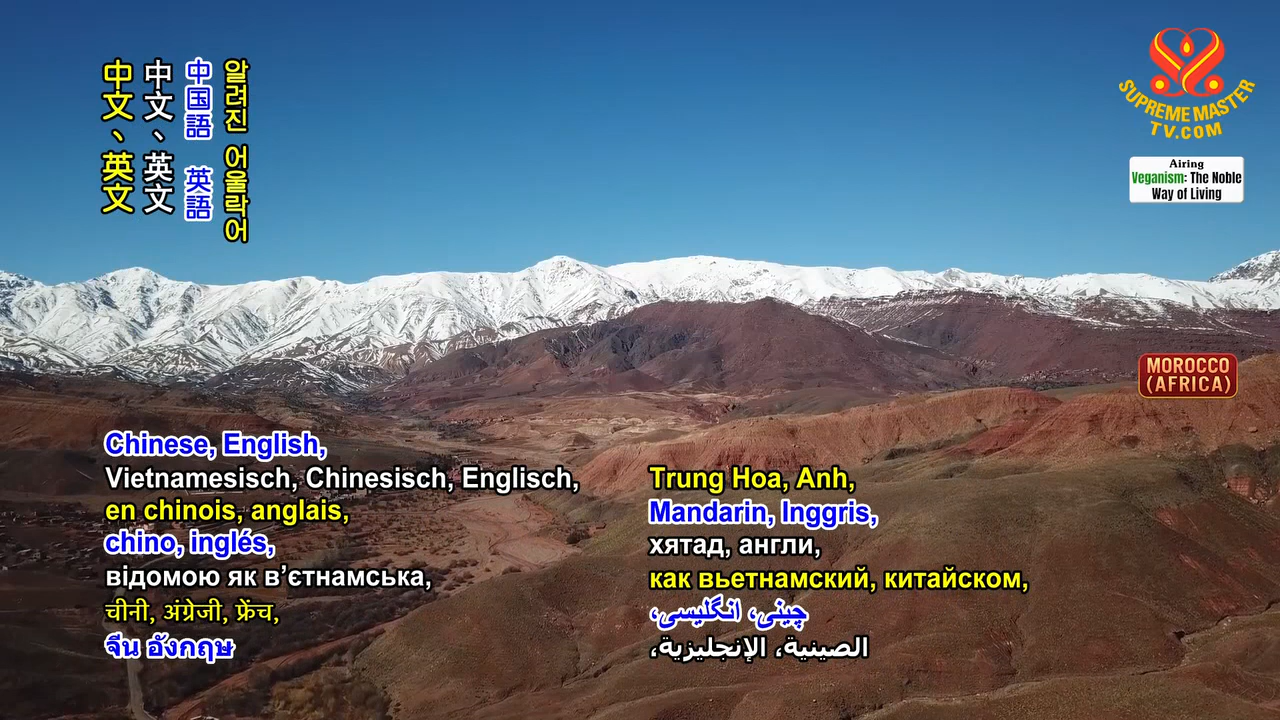 中文、英文
中文、英文
中国語 英語
알려진 어울락어
SUPREME MASTER
TV.COM
Airing
Veganism: The Noble
Way of Living
MOROCCO
(AFRICA)
Chinese, English,
Vietnamesisch, Chinesisch, Englisch,
en chinois, anglais,
chino, inglés,
відомою як в’єтнамська,
चीनी, अंग्रेजी, फ्रेंच,
จีน อังกฤษ
Trung Hoa, Anh,
Mandarin, Inggris,
хятад, англи,
как вьетнамский, китайском,
چینی، انگلیسی،
الصينية، الإنجليزية،